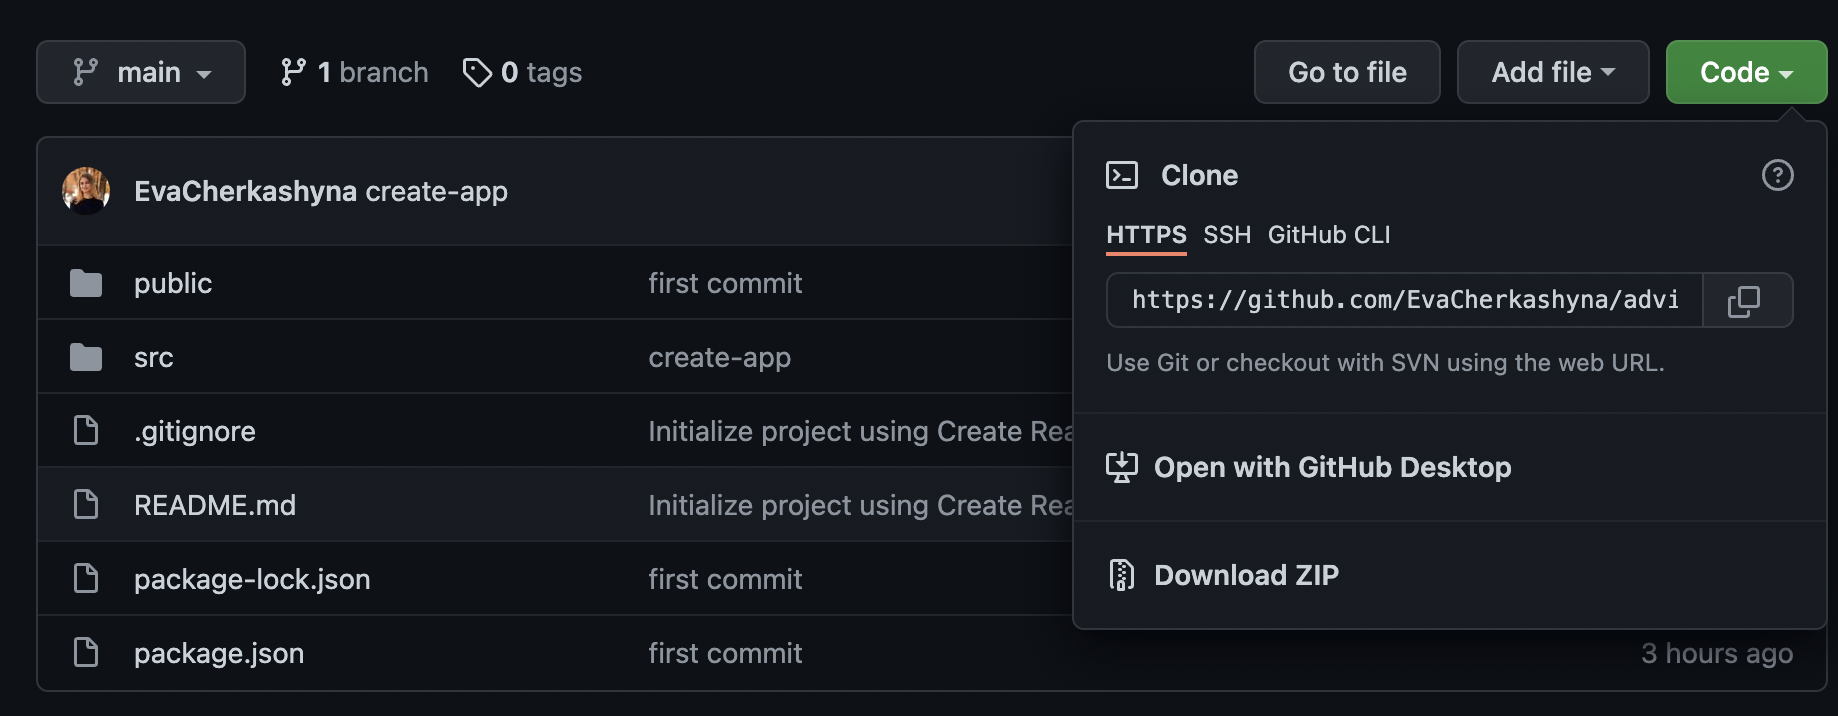 main
1 branch
0 tags
Go to file
Add file
Code
EvaCherkashyna create-app
public first commit
src create-app
.gitignore Initialize project using Create Rea
README.md Initialize project using Create Rea
package-lock.json first commit
package.json first commit 3 hours ago
Clone
HTTPS SSH GitHub CLI
https://github.com/EvaCherkashyna/advi
Use Git or checkout with SVN using the web URL.
Open with GitHub Desktop
Download ZIP